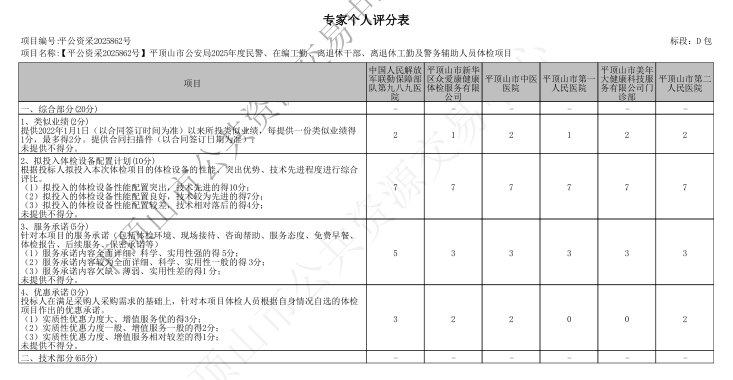 专家个人评分表
项目编号:平公资采2025862号
标段：D 包
项目名称:【平公资采2025862号】平顶山市公安局2025年度民警、在编工勤、离退休干部、离退休工勤及警务辅助人员体检项目
项目
中国人民解放
军联勤保障部
队第九八九医
院
平顶山市新华
区众爱康健康
体检服务有限
公司
平顶山市中医
医院
平顶山市第一
人民医院
平顶山市美年
大健康科技服
务有限公司门
诊部
平顶山市第二
人民医院
一、综合部分(20分)
－ － － － － －
1、类似业绩(2分)
提供2022年1月1日（以合同签订时间为准）以来所投类似业绩，每提供一份类似业绩得
1分，最多得2分。提供合同扫描件（以合同签订日期为准）；
未提供不得分。
2 1 2 1 2 2
2、拟投入体检设备配置计划(10分)
根据投标人拟投入本次体检项目的体检设备的性能、突出优势、技术先进程度进行综合
评比。
（1）拟投入的体检设备性能配置突出，技术先进的得10分；
（2）拟投入的体检设备性能配置良好，技术较为先进的得7分；
（3）拟投入的体检设备性能配置较差，技术相对落后的得4分；
未提供不得分。
7 7 7 7 7 7
3、服务承诺(5分)
针对本项目的服务承诺（包括体检环境、现场接待、咨询帮助、服务态度、免费早餐、
体检报告、后续服务、保密承诺等）
（1）服务承诺内容全面详细、科学、实用性强的得 5分；
（2）服务承诺内容较为全面详细、科学、实用性一般的得 3分；
（3）服务承诺内容欠缺、薄弱、实用性差的得1 分；
未提供不得分。
5 3 3 3 3 3
4、优惠承诺(3分)
投标人在满足采购人采购需求的基础上，针对本项目体检人员根据自身情况自选的体检
项目作出的优惠承诺。
（1）实质性优惠力度大、增值服务优的得3分；
（2）实质性优惠力度一般、增值服务一般的得2分；
（3）实质性优惠力度、增值服务相对较差的得1分；
未提供不得分。
3 2 2 0 0 2
二、技术部分(65分)
－ － － － － －